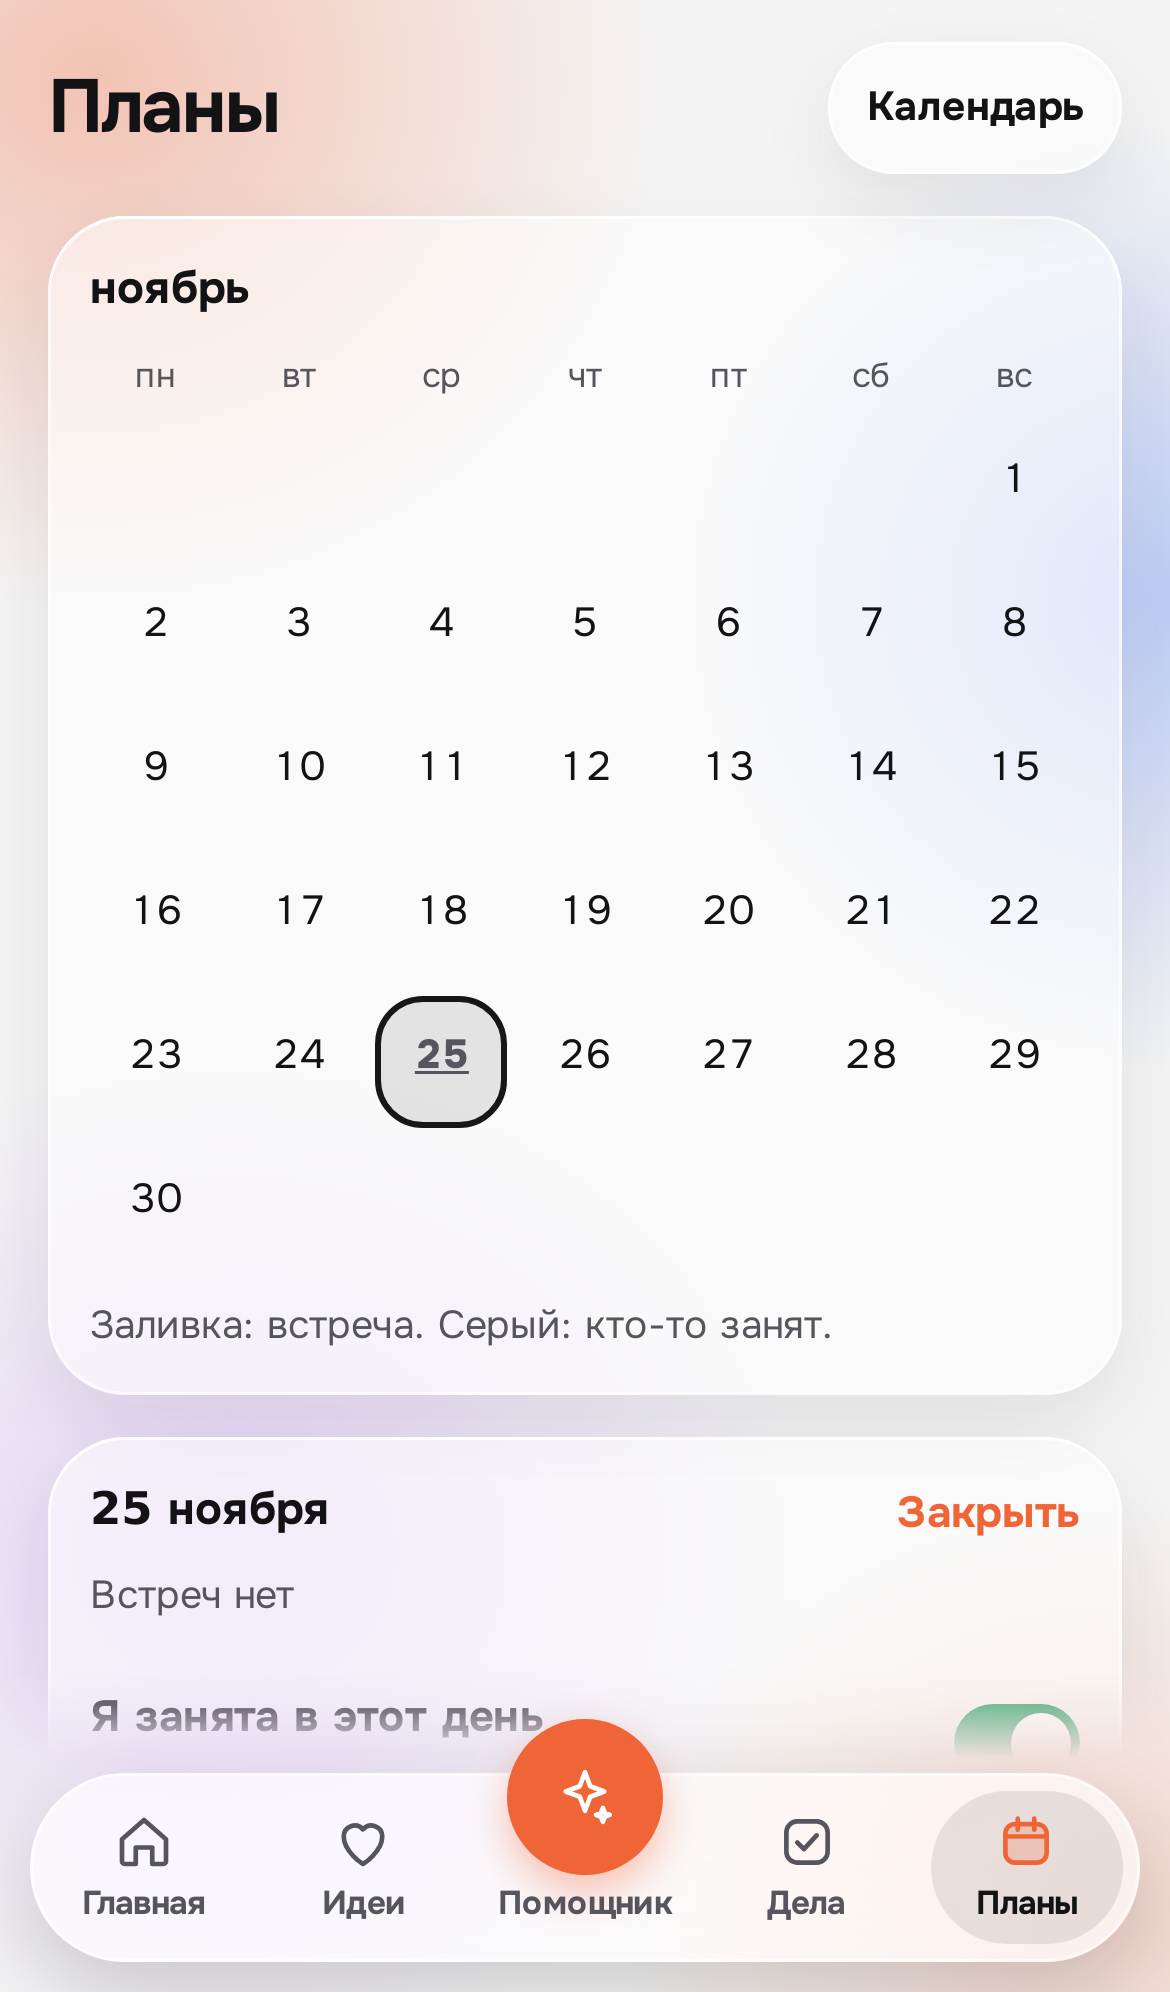 Планы
Календарь
ноябрь
пн вт ср чт пт сб вс
1
2 3 4 5 6 7 8
9 10 11 12 13 14 15
16 17 18 19 20 21 22
23 24 25 26 27 28 29
30
Заливка: встреча. Серый: кто-то занят.
25 ноября
Закрыть
Встреч нет
Я занята в этот день
Главная
Идеи
Помощник
Дела
Планы